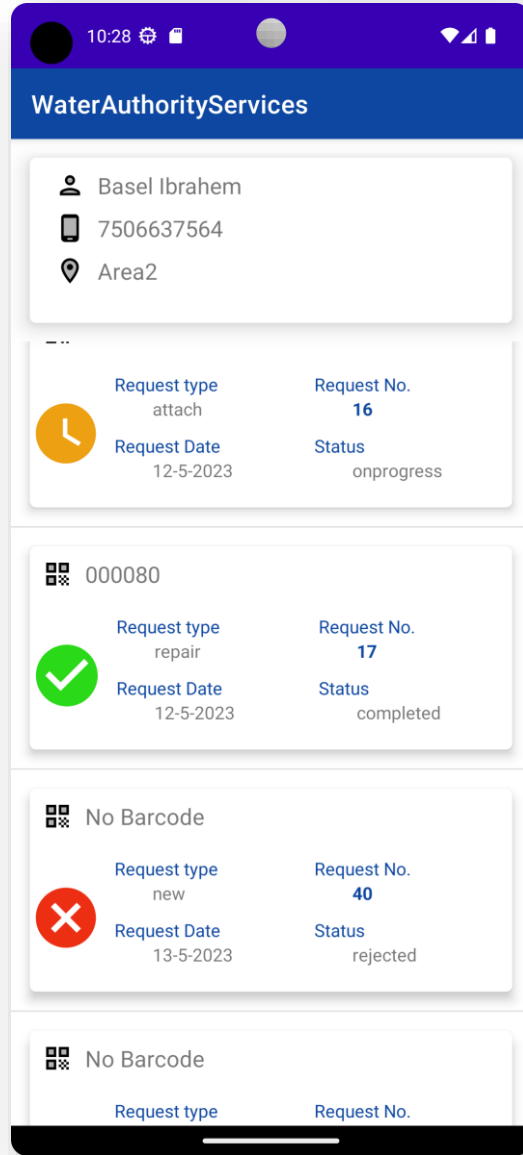 10:28
WaterAuthorityServices
Basel Ibrahem
7506637564
Area2
Request type Request No.
attach 16
Request Date Status
12-5-2023 onprogress
000080
Request type Request No.
repair 17
Request Date Status
12-5-2023 completed
No Barcode
Request type Request No.
new 40
Request Date Status
13-5-2023 rejected
No Barcode
Request type Request No.